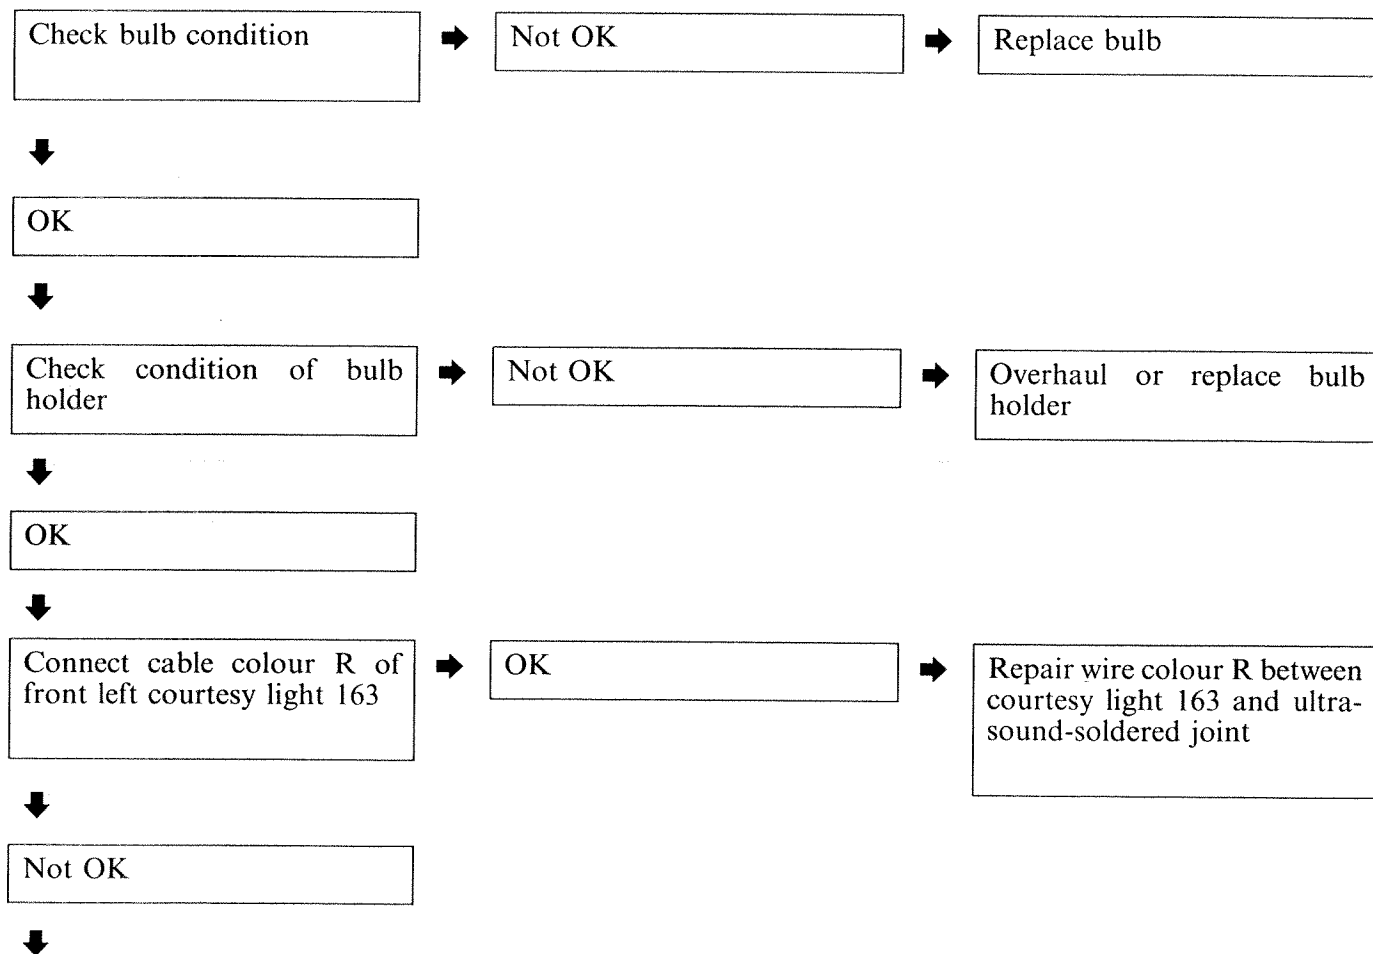 Check bulb condition
Not OK
Replace bulb
OK
Check condition of bulb
holder
Not OK
Overhaul or replace bulb
holder
OK
Connect cable colour R of
front left courtesy light 163
OK
Repair wire colour R between
courtesy light 163 and ultra-
sound-soldered joint
Not OK